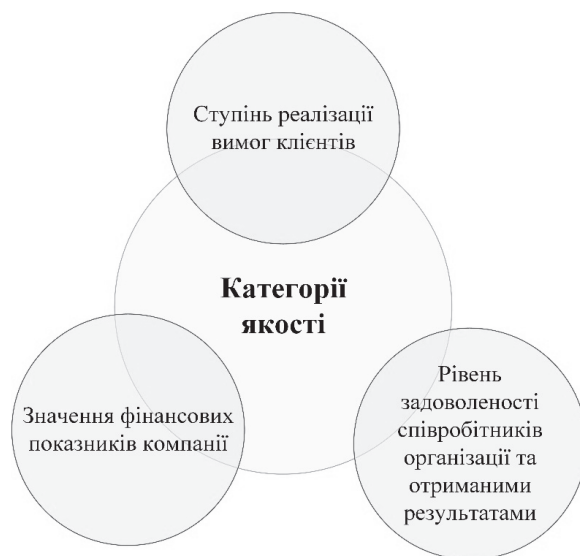 Ступінь реалізації
вимог клієнтів
Категорії
якості
Значення фінансових
показників компанії
Рівень
задоволеності
співробітників
організації та
отриманими
результатами